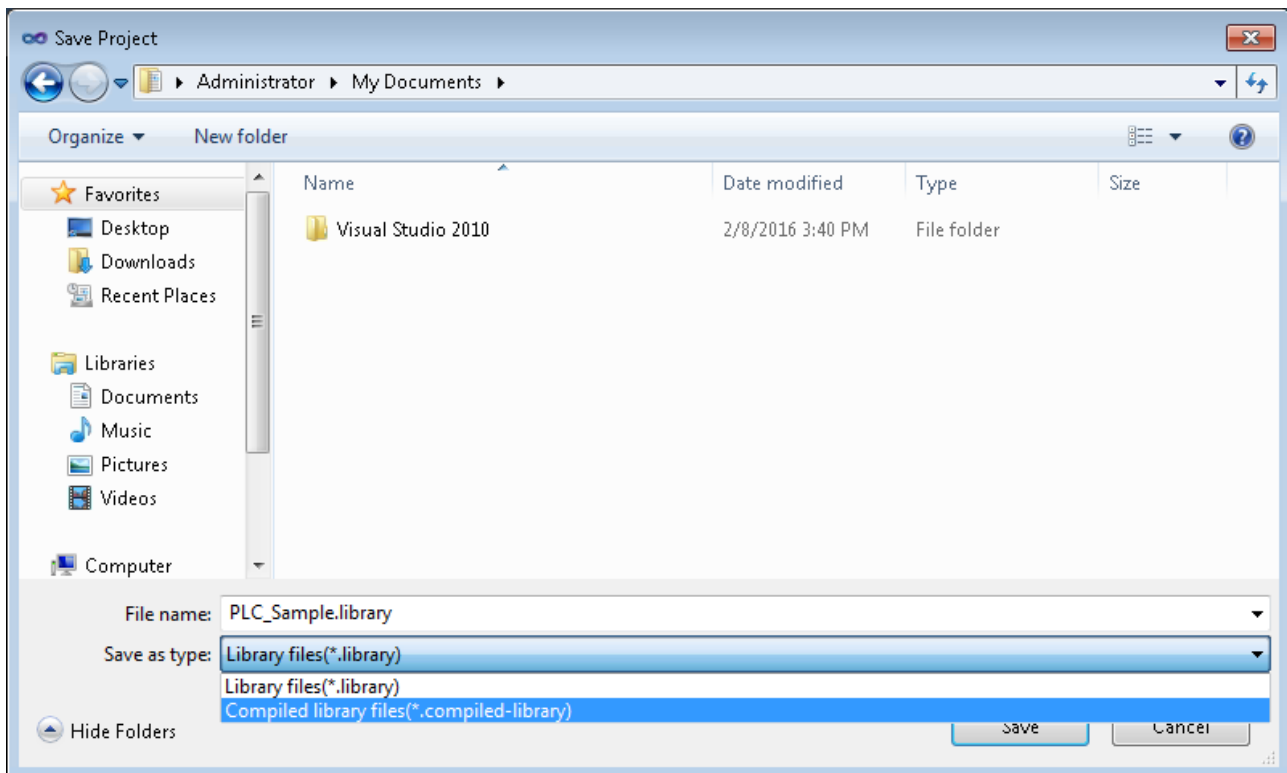 Save Project
Administrator ▸ My Documents ▸
Organize New folder
Name Date modified Type Size
Favorites
Desktop
Downloads
Recent Places
Libraries
Documents
Music
Pictures
Videos
Computer
Visual Studio 2010 2/8/2016 3:40 PM File folder
File name: PLC_Sample.library
Save as type: Library files(*.library)
Library files(*.library)
Compiled library files(*.compiled-library)
Hide Folders Save Cancel